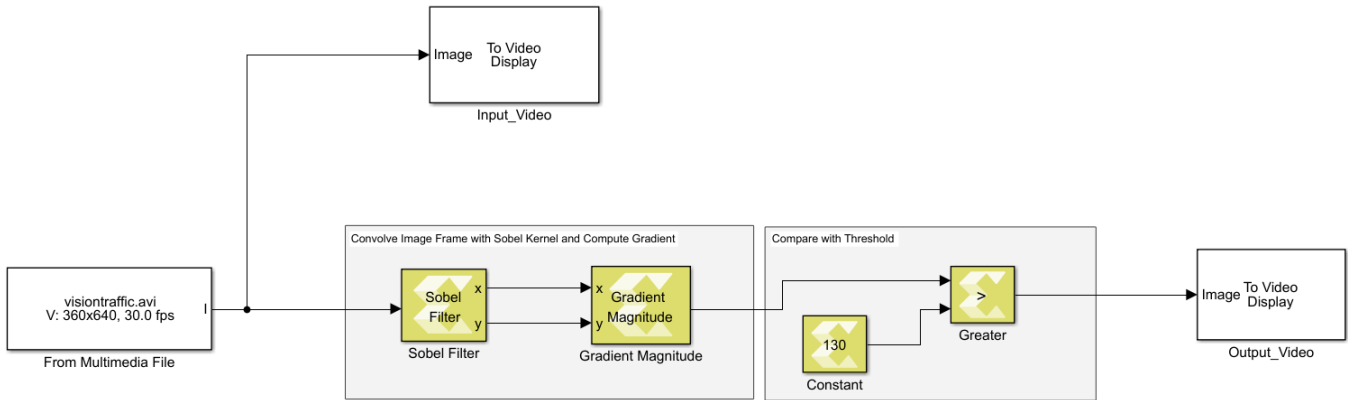 Image
To Video
Display
Input_Video
Convolve Image Frame with Sobel Kernel and Compute Gradient
Compare with Threshold
visiontraffic.avi
V: 360x640, 30.0 fps
I
From Multimedia File
Sobel
Filter
x
y
Sobel Filter
x
y
Gradient
Magnitude
Gradient Magnitude
130
Constant
>
Greater
Image
To Video
Display
Output_Video